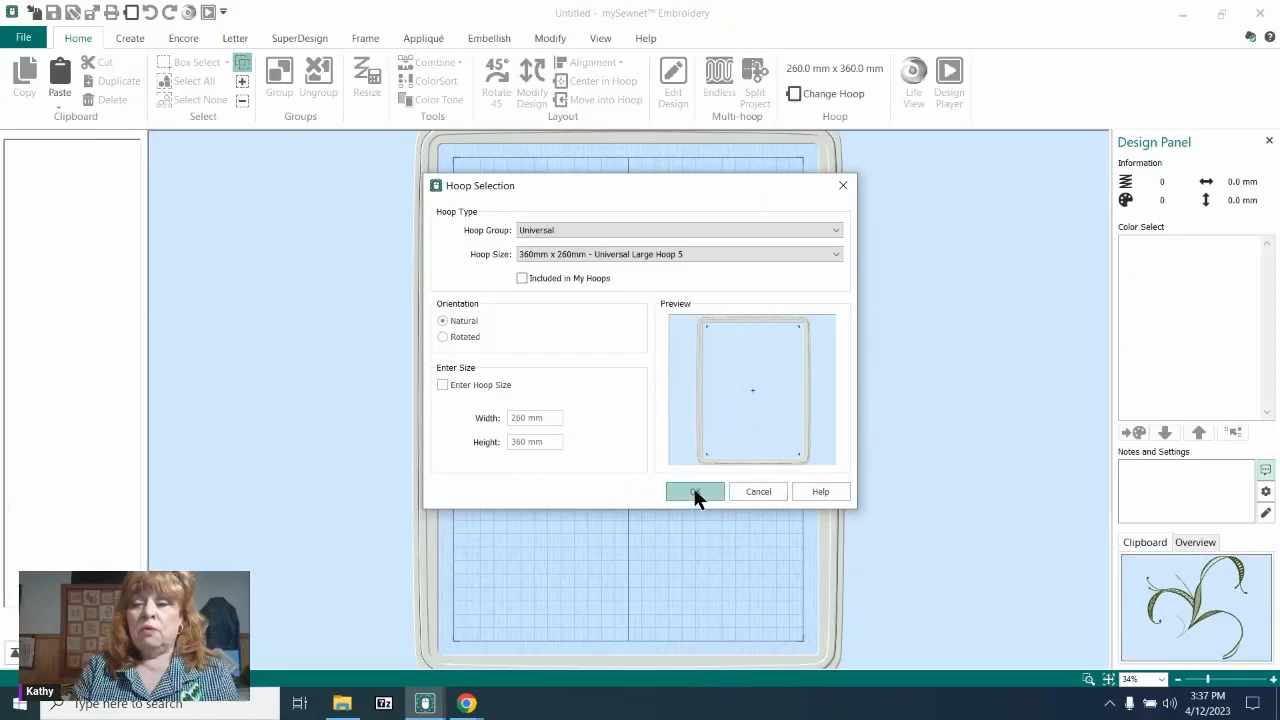 Untitled - mySewnet™ Embroidery
File Home Create Encore Letter SuperDesign Frame Appliqué Embellish Modify View Help
Copy Paste Cut Duplicate Delete
Clipboard
Box Select Select All Select None
Select
Group Ungroup
Groups
Resize Combine ColorSort Color Tone
Tools
Rotate 45 Modify Design Alignment Center in Hoop Move into Hoop
Layout
Edit Design
Endless Split Project
Multi-hoop
260.0 mm x 360.0 mm
Change Hoop
Hoop
Life View Design Player
Hoop Selection
Hoop Type
Hoop Group: Universal
Hoop Size: 360mm x 260mm - Universal Large Hoop 5
Included in My Hoops
Orientation
Natural
Rotated
Enter Size
Enter Hoop Size
Width: 260 mm
Height: 360 mm
Preview
OK Cancel Help
Design Panel
Information
0 0.0 mm
0 0.0 mm
Color Select
Notes and Settings
Clipboard Overview
34%
Kathy
Type here to search
7z
3:37 PM
4/12/2023